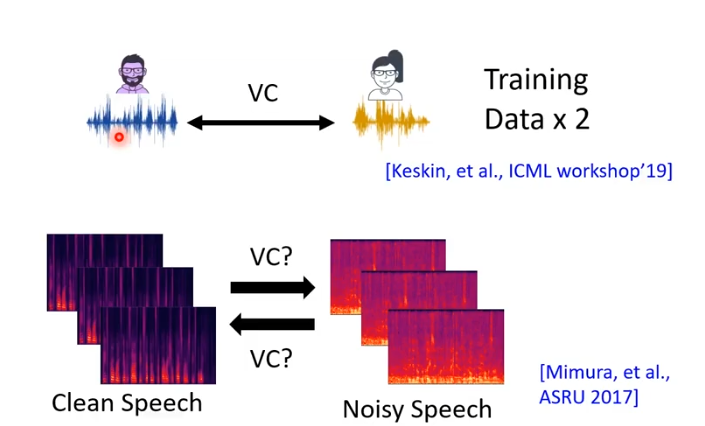 VC
Training
Data x 2
[Keskin, et al., ICML workshop’19]
VC?
VC?
Clean Speech
Noisy Speech
[Mimura, et al.,
ASRU 2017]